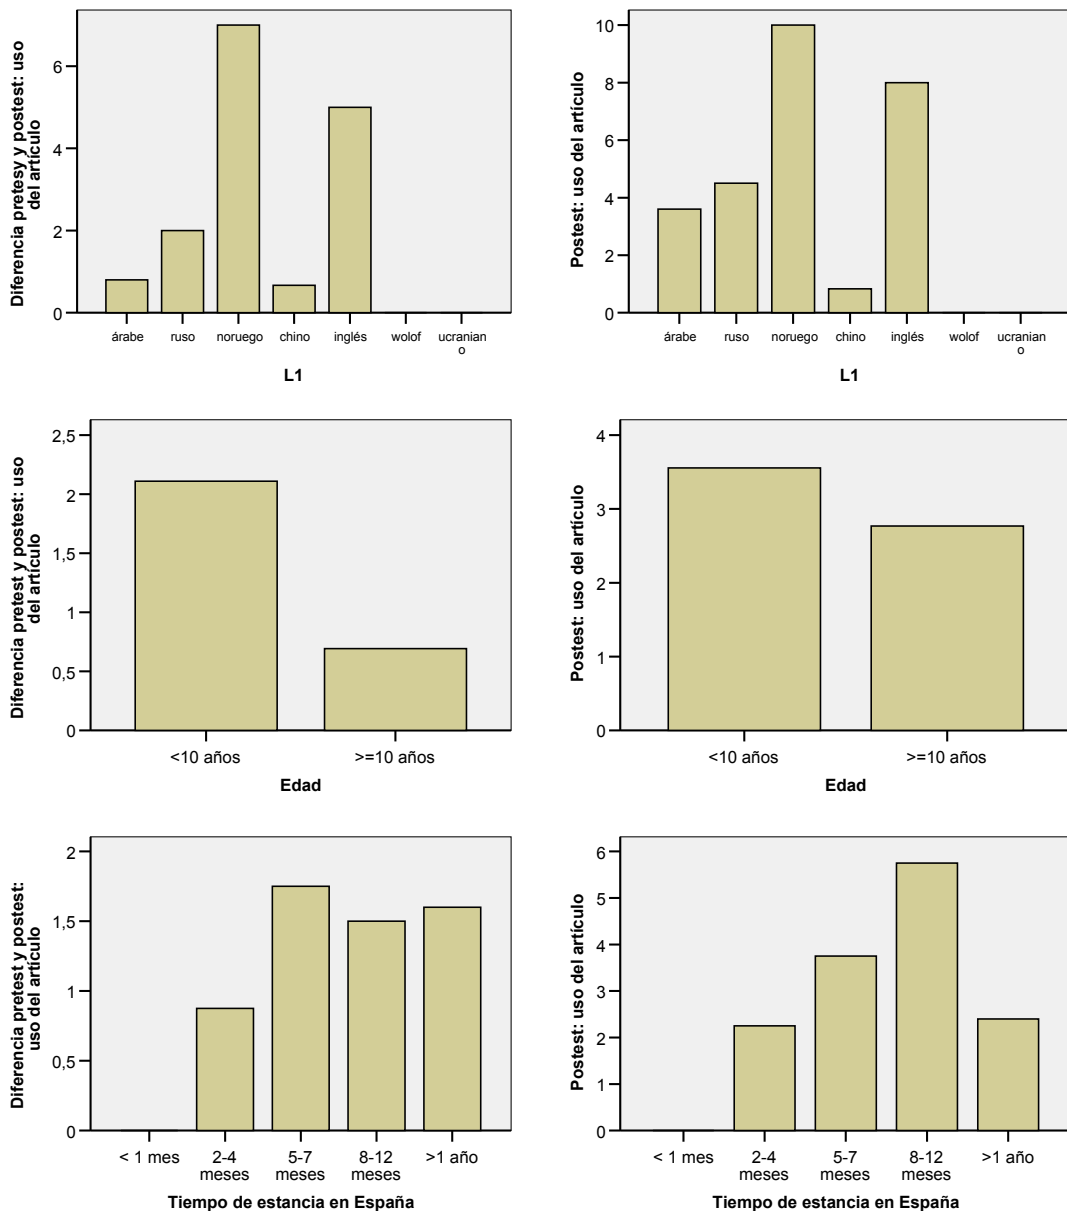 Diferencia pretesy y postest: uso
del artículo
6
4
2
0
árabe
ruso
noruego
chino
inglés
wolof
ucranian
o
L1
Postest: uso del artículo
10
8
6
4
2
0
árabe
ruso
noruego
chino
inglés
wolof
ucranian
o
L1
Diferencia pretest y postest: uso
del artículo
2,5
2
1,5
1
0,5
0
<10 años
>=10 años
Edad
Postest: uso del artículo
4
3
2
1
0
<10 años
>=10 años
Edad
Diferencia pretest y postest:
uso del artículo
2
1,5
1
0,5
0
< 1 mes
2-4
meses
5-7
meses
8-12
meses
>1 año
Tiempo de estancia en España
Postest: uso del artículo
6
5
4
3
2
1
0
< 1 mes
2-4
meses
5-7
meses
8-12
meses
>1 año
Tiempo de estancia en España